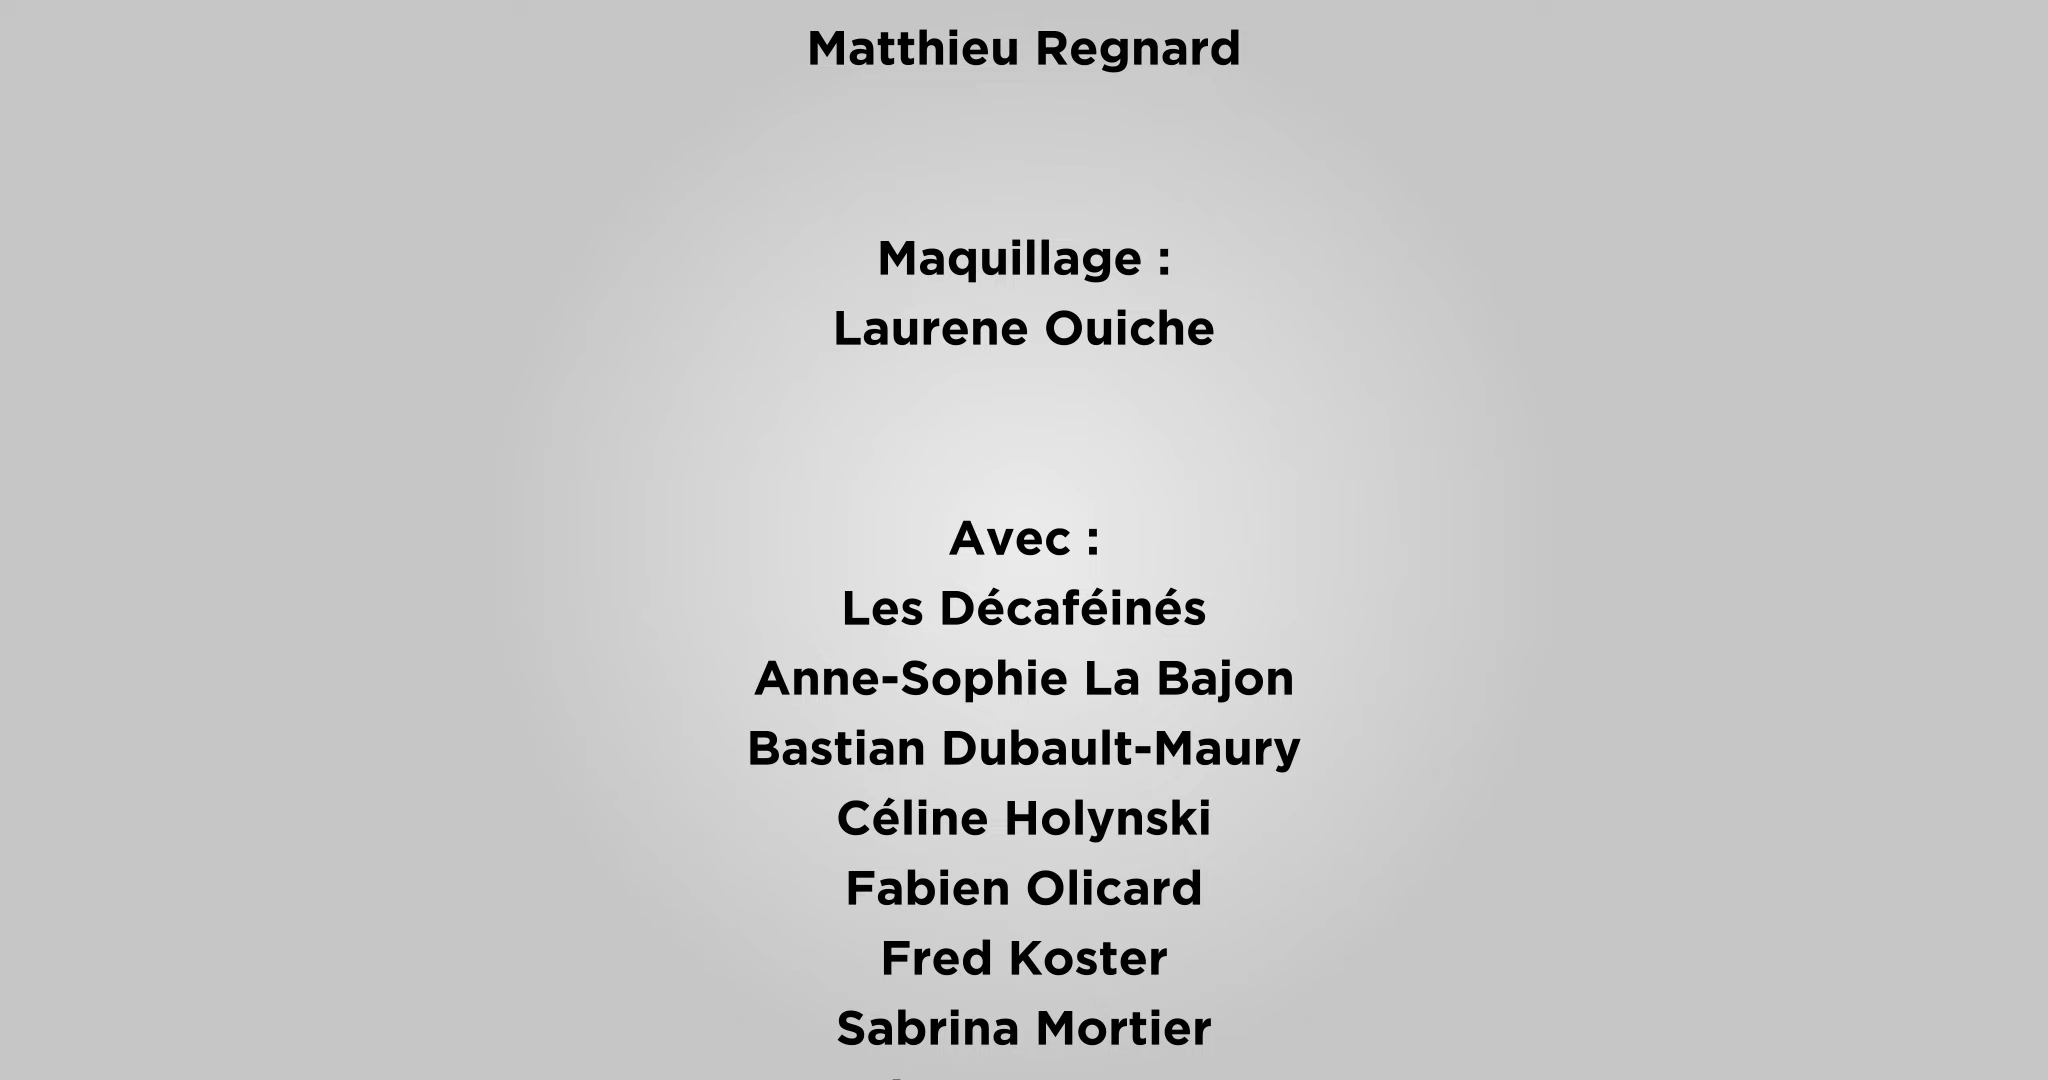 Matthieu Regnard
Maquillage :
Laurene Ouiche
Avec :
Les Décaféinés
Anne-Sophie La Bajon
Bastian Dubault-Maury
Céline Holynski
Fabien Olicard
Fred Koster
Sabrina Mortier